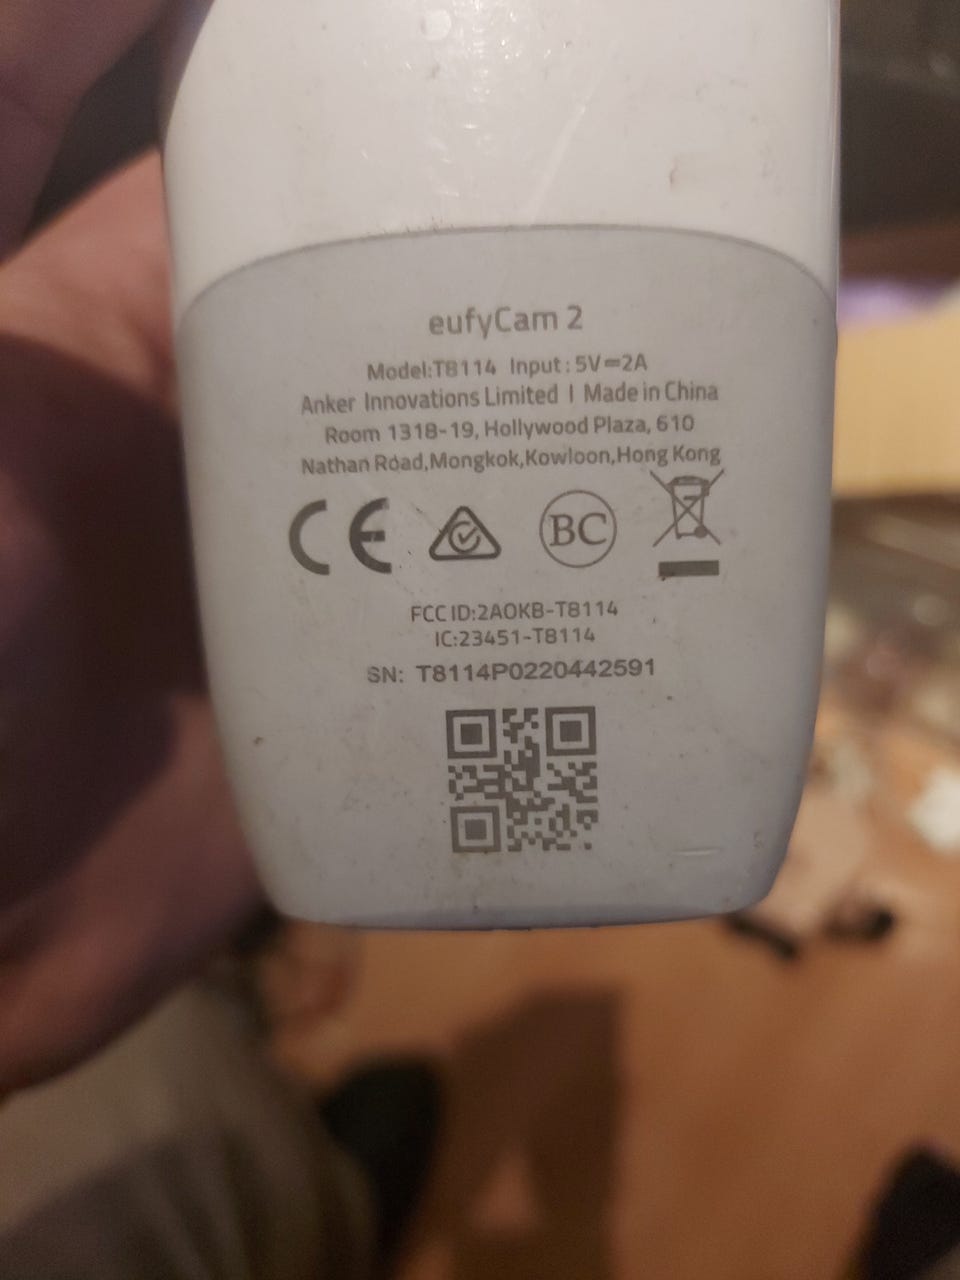 eufyCam 2
Model:T8114 Input:5V⎓2A
Anker Innovations Limited | Made in China
Room 1318-19, Hollywood Plaza, 610
Nathan Road,Mongkok,Kowloon,Hong Kong
CE BC
FCC ID:2AOKB-T8114
IC:23451-T8114
SN: T8114P0220442591